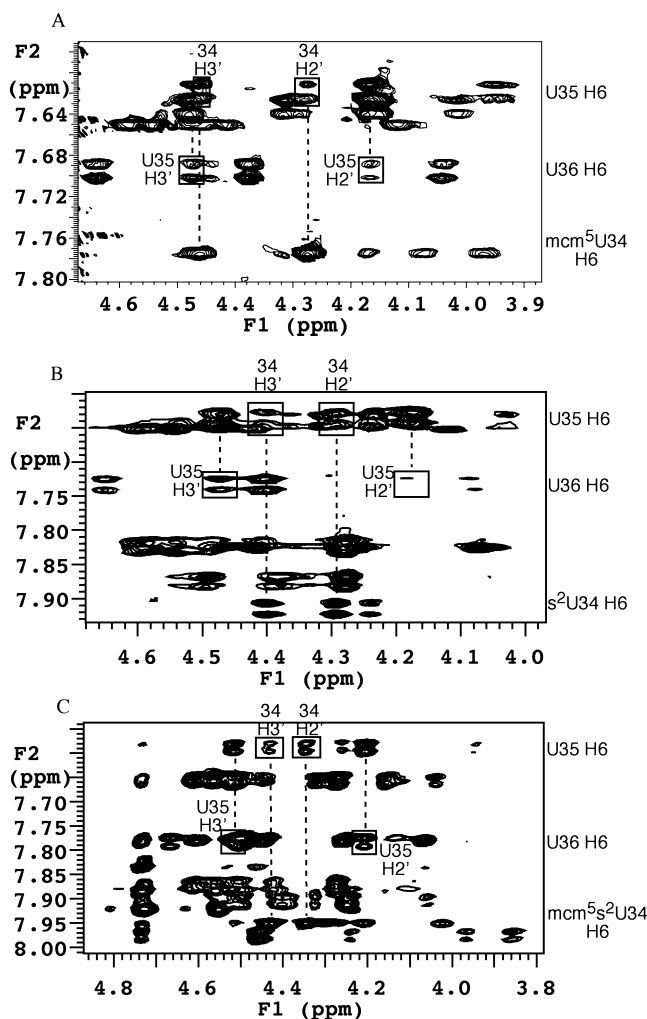 A
F2
(ppm)
7.64
7.68
7.72
7.76
7.80
34
H3'
34
H2'
U35
H3'
U35
H2'
U35 H6
U36 H6
mcm⁵U34
H6
4.6 4.5 4.4 4.3 4.2 4.1 4.0 3.9
F1 (ppm)
B
F2
(ppm)
7.75
7.80
7.85
7.90
34
H3'
34
H2'
U35
H3'
U35
H2'
U35 H6
U36 H6
s²U34 H6
4.6 4.5 4.4 4.3 4.2 4.1 4.0
F1 (ppm)
C
F2
(ppm)
7.70
7.75
7.80
7.85
7.90
7.95
8.00
34
H3'
34
H2'
U35
H3'
U35
H2'
U35 H6
U36 H6
mcm⁵s²U34
H6
4.8 4.6 4.4 4.2 4.0 3.8
F1 (ppm)